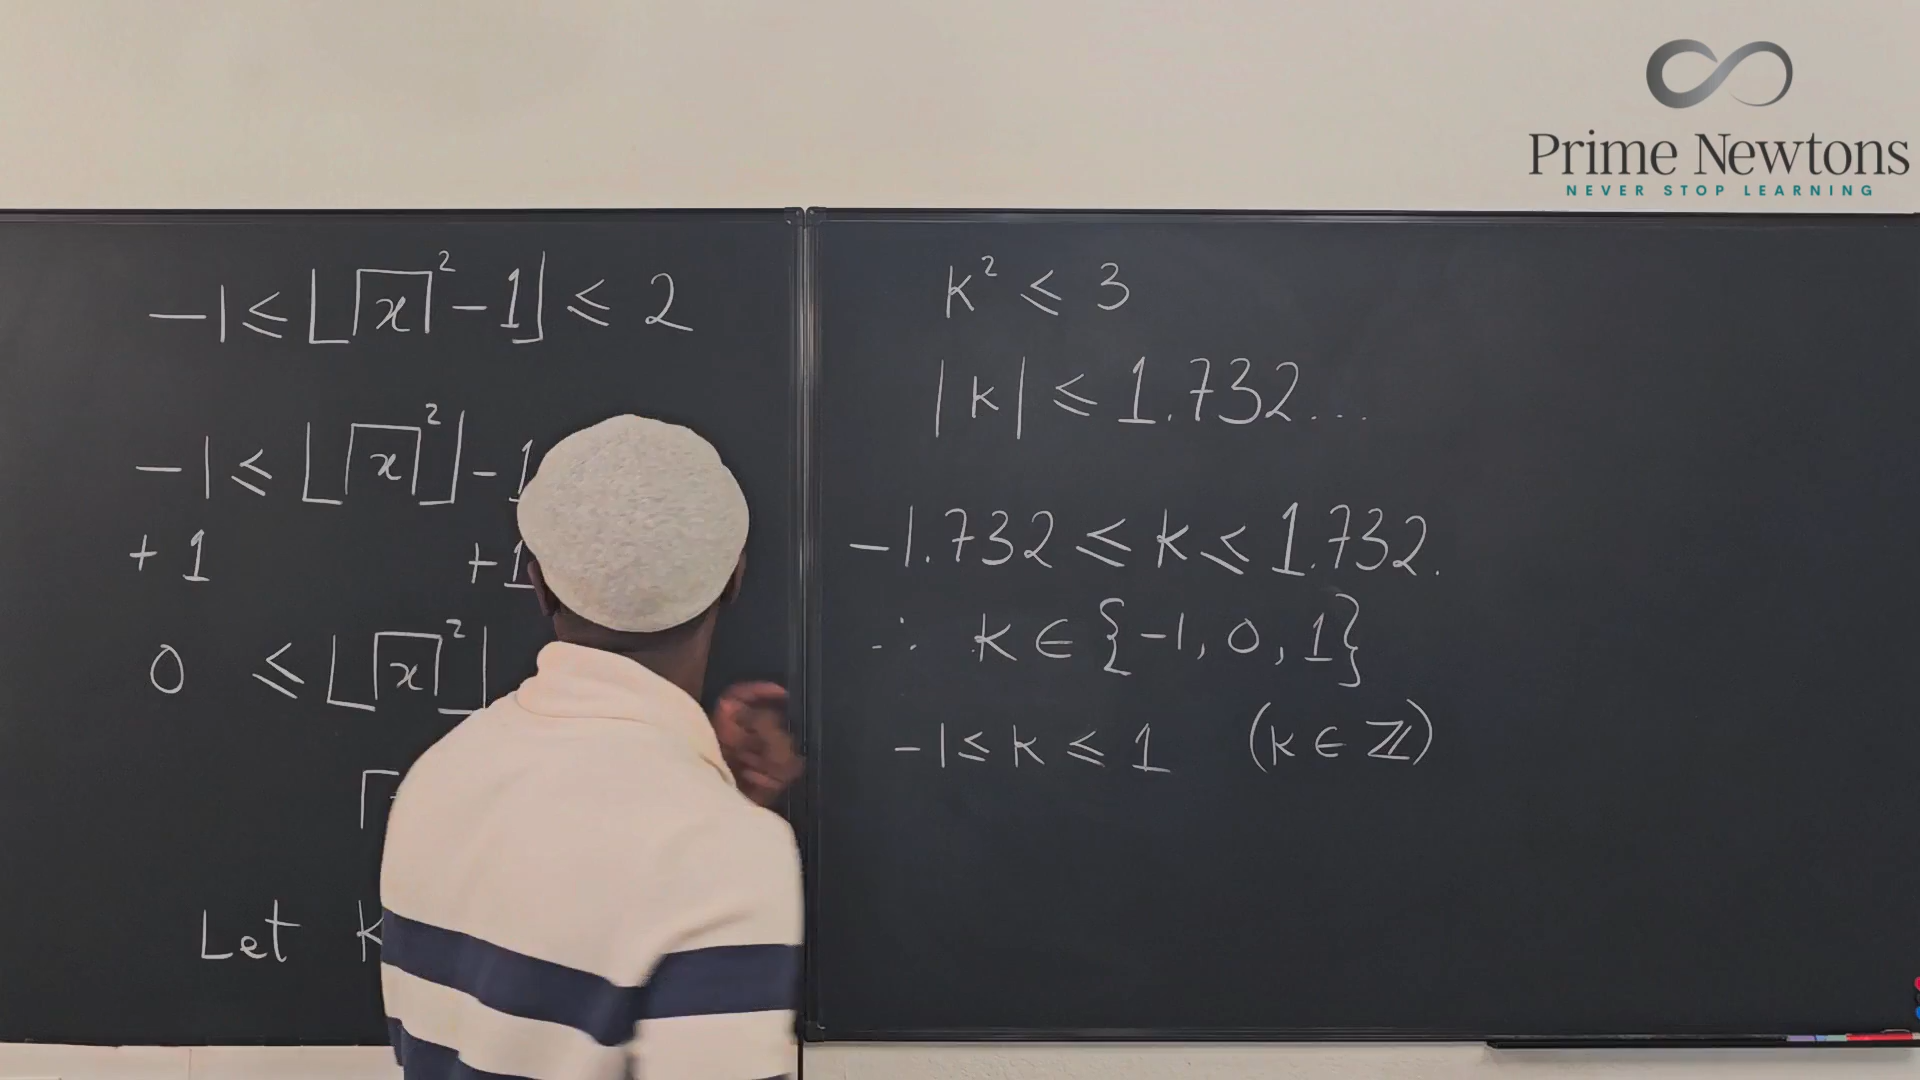 Prime Newtons
NEVER STOP LEARNING
-1 ≤ ⌊⌈x⌉² - 1⌋ ≤ 2
-1 ≤ ⌊⌈x⌉²⌋ - 1
+1 +1
0 ≤ ⌊⌈x⌉²⌋
Let K
k² ≤ 3
|k| ≤ 1.732...
-1.732 ≤ k ≤ 1.732.
∴ k ∈ {-1, 0, 1}
-1 ≤ k ≤ 1 (k ∈ ℤ)